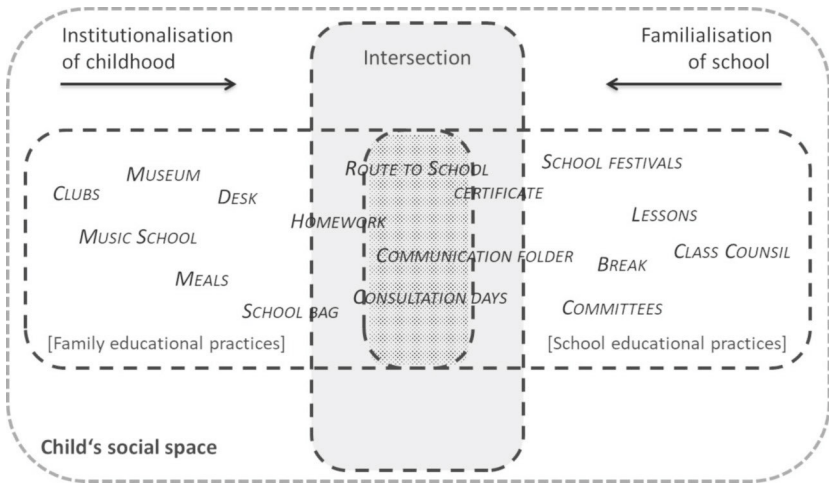 Institutionalisation
of childhood
Intersection
Familialisation
of school
MUSEUM
CLUBS
DESK
MUSIC SCHOOL
HOMEWORK
MEALS
SCHOOL BAG
[Family educational practices]
ROUTE TO SCHOOL
CERTIFICATE
COMMUNICATION FOLDER
CONSULTATION DAYS
SCHOOL FESTIVALS
LESSONS
CLASS COUNSIL
BREAK
COMMITTEES
[School educational practices]
Child‘s social space